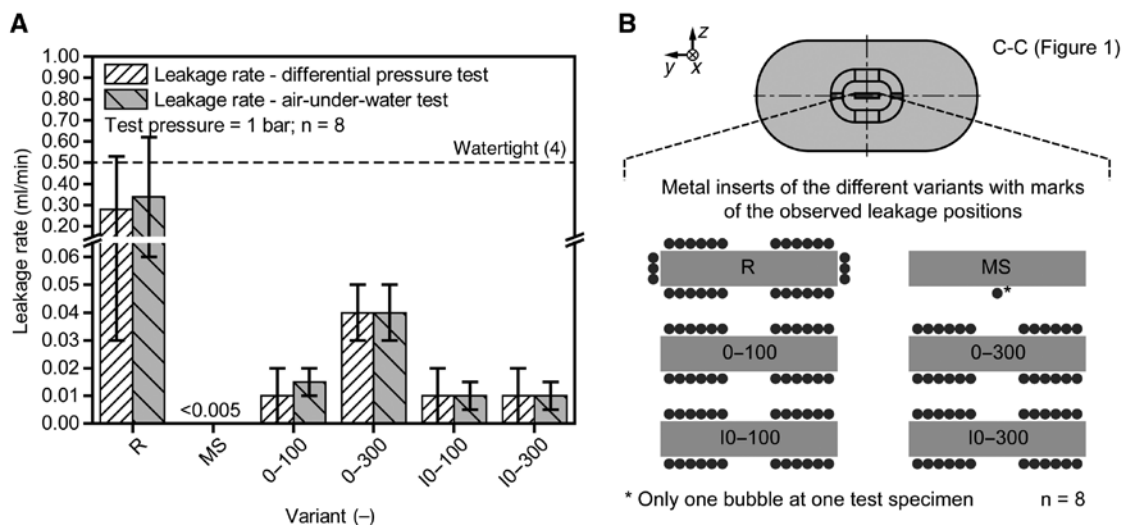 A
1.00
0.90
0.80
0.70
0.60
0.50
0.40
0.30
0.20
0.06
0.05
0.04
0.03
0.02
0.01
0.00
Leakage rate (ml/min)
Leakage rate - differential pressure test
Leakage rate - air-under-water test
Test pressure = 1 bar; n = 8
Watertight (4)
<0.005
R
MS
0–100
0–300
I0–100
I0–300
Variant (–)
B
z
y
x
C-C (Figure 1)
Metal inserts of the different variants with marks
of the observed leakage positions
R
MS
*
0–100
0–300
I0–100
I0–300
* Only one bubble at one test specimen
n = 8